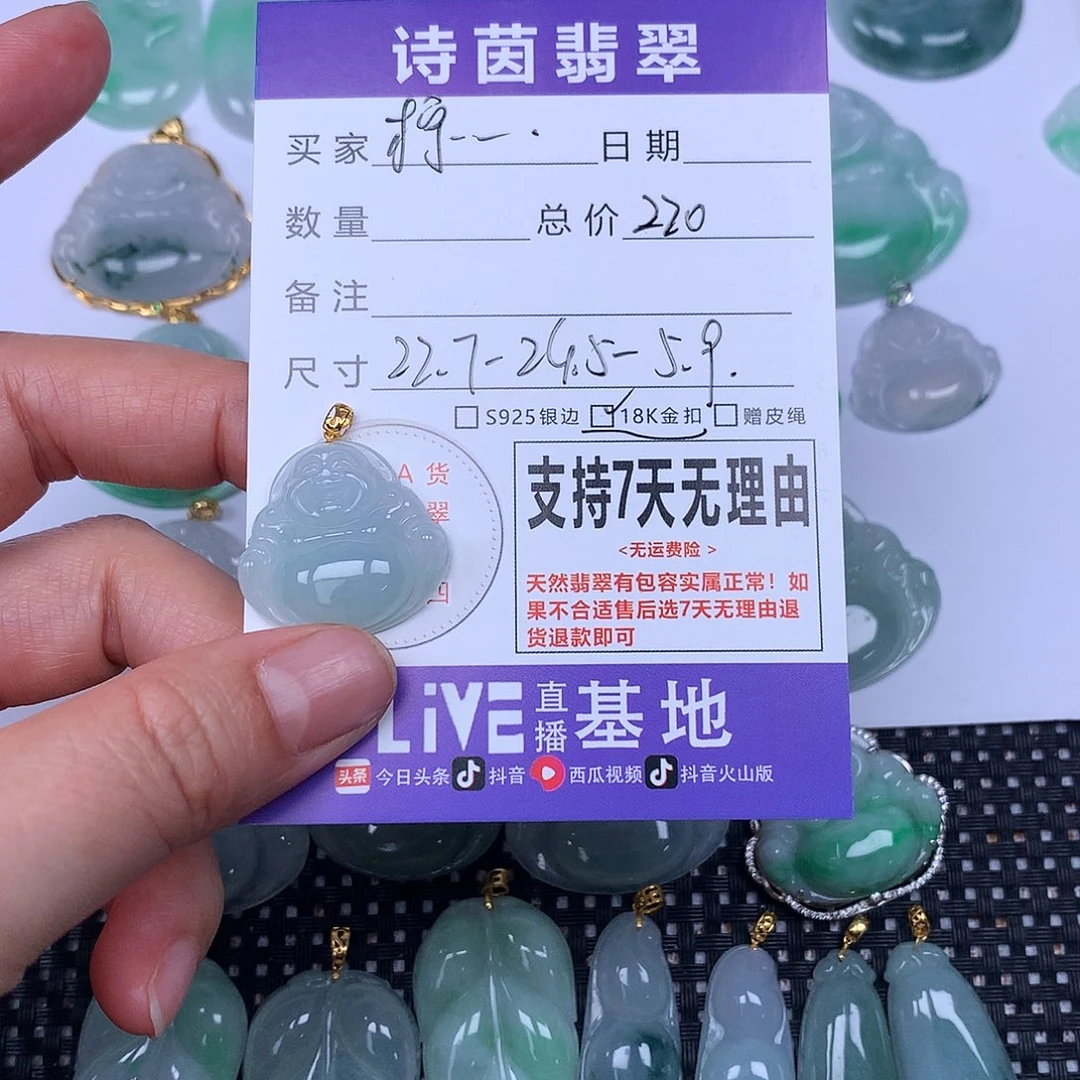 诗茵翡翠
买家 日期
数量 总价 220
备注
尺寸 22.7-24.5-5.9.
S925银边 18K金扣 赠皮绳
A 货
翠
支持7天无理由
<无运费险>
天然翡翠有包容实属正常！如
果不合适售后选7天无理由退
货退款即可
LiVE 直播 基地
头条 今日头条 抖音 西瓜视频 抖音火山版